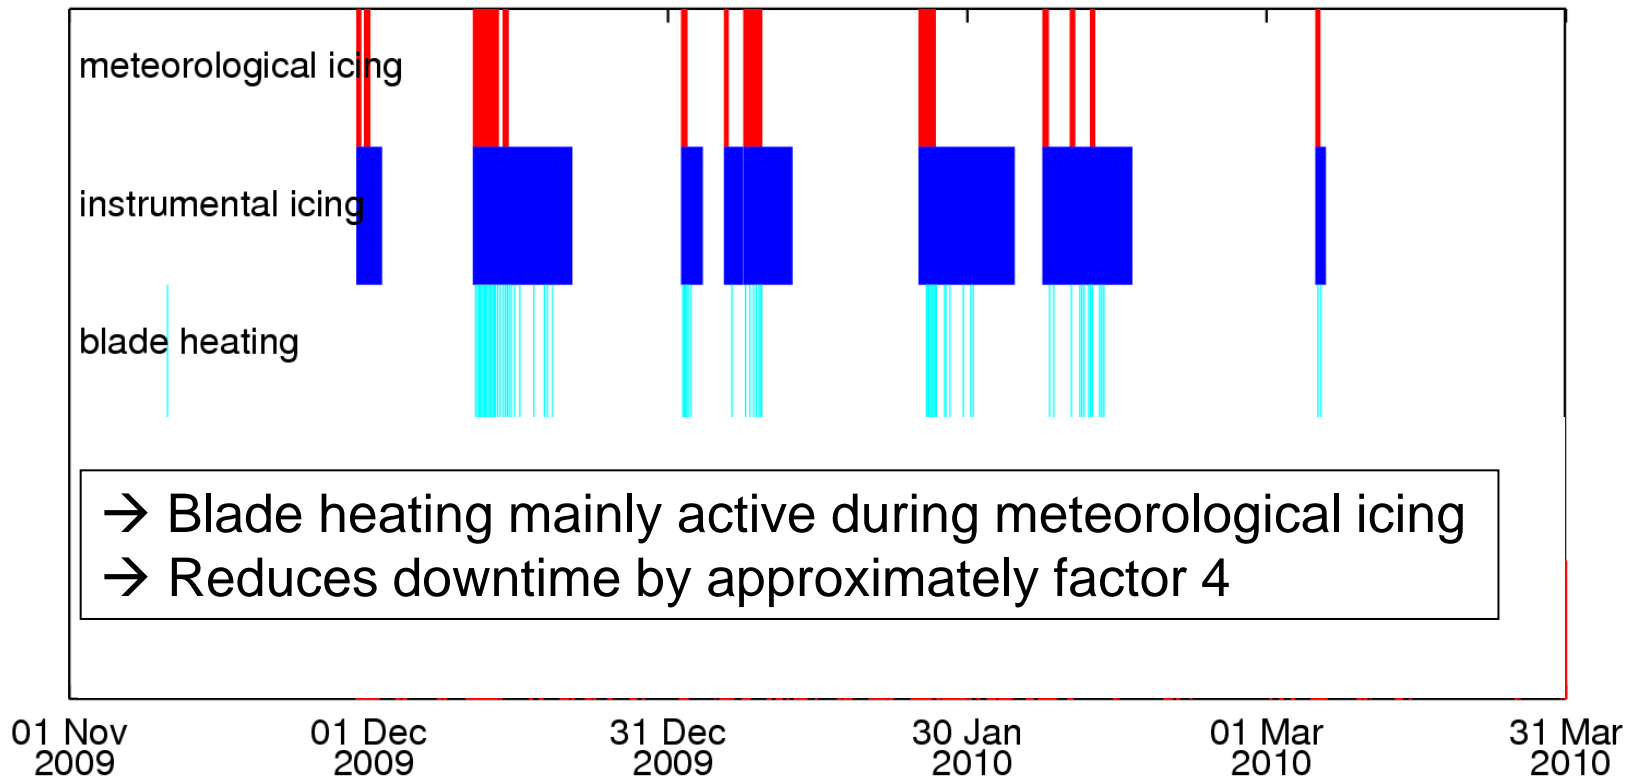 meteorological icing
instrumental icing
blade heating
→ Blade heating mainly active during meteorological icing
→ Reduces downtime by approximately factor 4
01 Nov 01 Dec 31 Dec 30 Jan 01 Mar 31 Mar
2009 2009 2009 2010 2010 2010